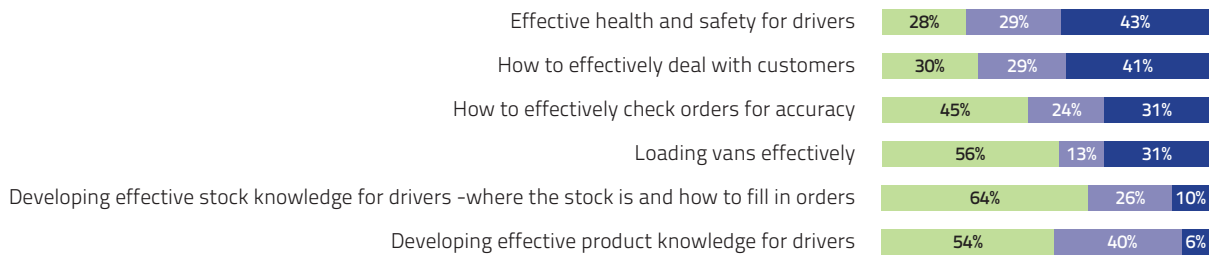 Effective health and safety for drivers 28% 29% 43%
How to effectively deal with customers 30% 29% 41%
How to effectively check orders for accuracy 45% 24% 31%
Loading vans effectively 56% 13% 31%
Developing effective stock knowledge for drivers -where the stock is and how to fill in orders 64% 26% 10%
Developing effective product knowledge for drivers 54% 40% 6%